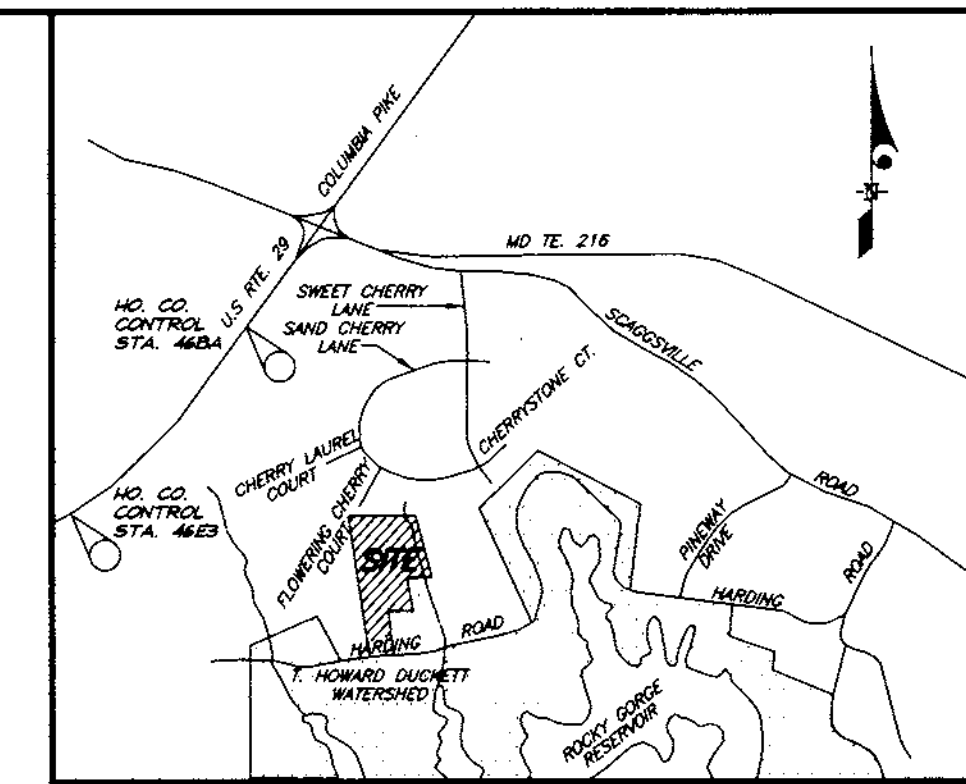 COLUMBIA PIKE
U.S RTE. 29
MD TE. 216
HO. CO.
CONTROL
STA. 46BA
SWEET CHERRY
LANE
SAND CHERRY
LANE
SCAGGSVILLE
ROAD
CHERRYSTONE CT.
CHERRY LAUREL
COURT
HO. CO.
CONTROL
STA. 46E3
FLOWERING CHERRY
COURT
SITE
PINEWAY
DRIVE
HARDING
ROAD
HARDING
ROAD
T. HOWARD DUCKETT
WATERSHED
ROCKY GORGE
RESERVOIR
N